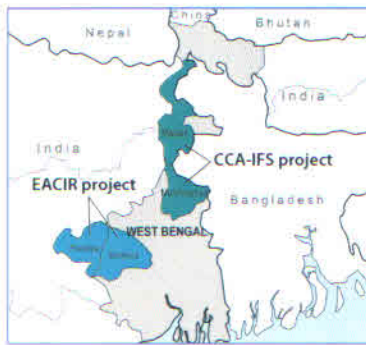 China
Nepal
Bhutan
India
CCA-IFS project
India
EACIR project
Bangladesh
WEST BENGAL